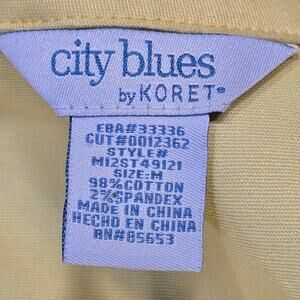 city blues
by KORET®
EBA#33336
CUT#0012362
STYLE#
M12ST49121
SIZE:M
98%COTTON
2%SPANDEX
MADE IN CHINA
HECHO EN CHINA
RN#85653